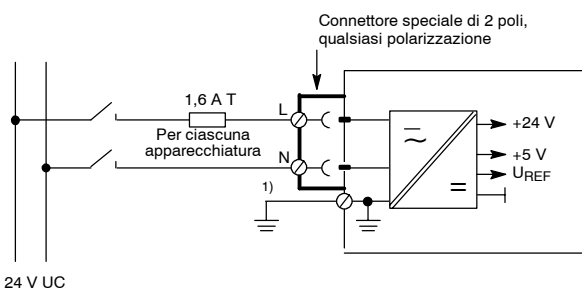 Connettore speciale di 2 poli,
qualsiasi polarizzazione
1,6 A T
L
Per ciascuna
apparecchiatura
N
1)
+24 V
+5 V
UREF
24 V UC